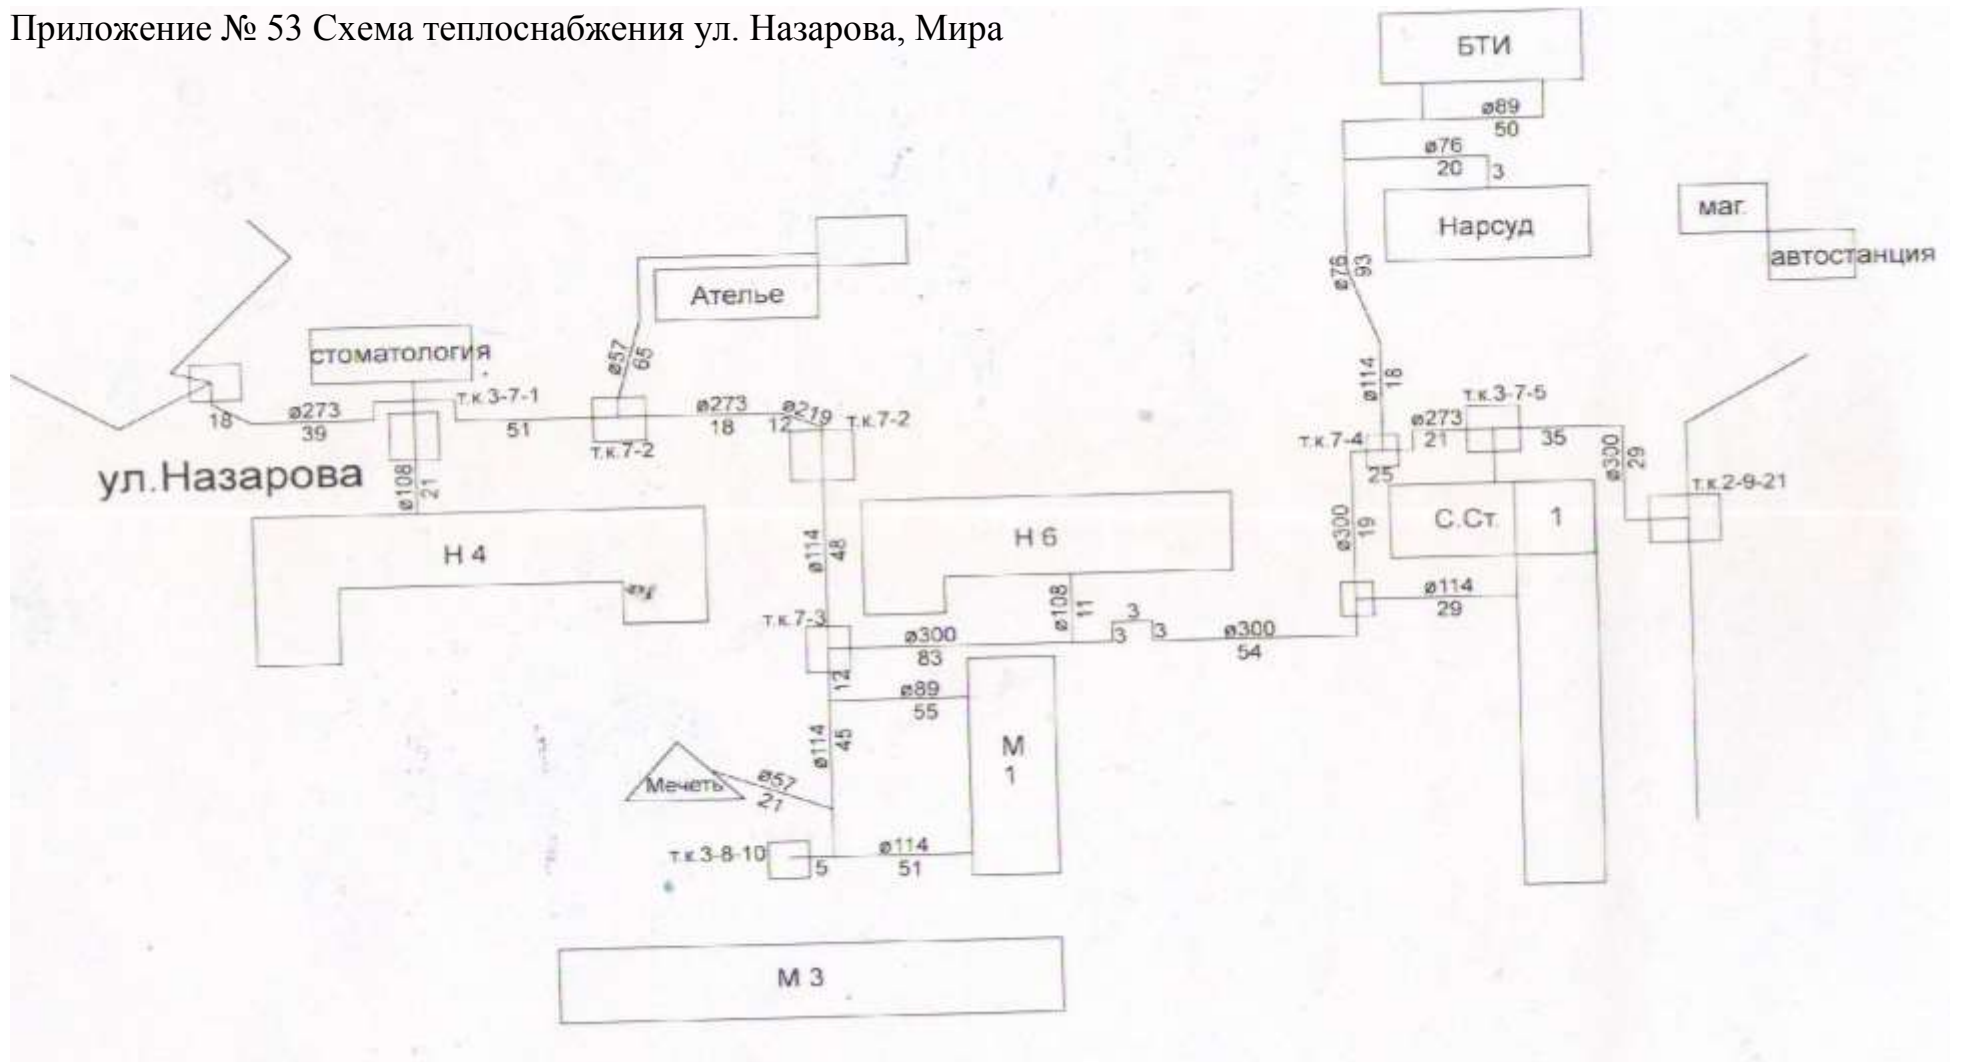 Приложение № 53 Схема теплоснабжения ул. Назарова, Мира
БТИ
ø89
50
ø76
20
3
Нарсуд
маг.
автостанция
ø76
93
Ателье
стоматология
ø57
65
т.к.3-7-1
18
ø273
39
51
т.к.7-2
ø273
18
ø219
12
т.к.7-2
ø114
18
т.к.3-7-5
ø273
21
т.к.7-4
25
35
ø300
29
т.к.2-9-21
ул.Назарова
ø108
21
Н 4
Н 6
С.Ст.
1
ø114
48
ø300
19
т.к.7-3
ø300
83
ø108
11
3
3
3
ø300
54
ø114
29
12
ø89
55
ø114
45
М
1
Мечеть
ø57
21
т.к.3-8-10
5
ø114
51
М 3